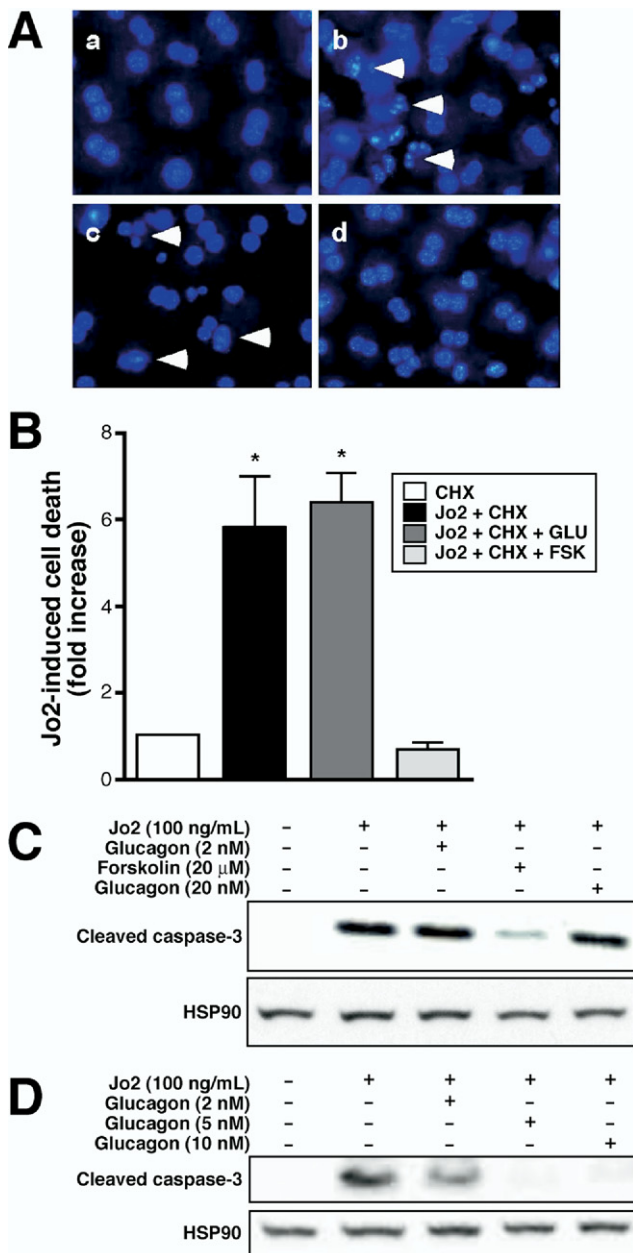 A
a
b
c
d
B
8
6
4
2
0
Jo2-induced cell death
(fold increase)
*
*
CHX
Jo2 + CHX
Jo2 + CHX + GLU
Jo2 + CHX + FSK
C
Jo2 (100 ng/mL) – + + + +
Glucagon (2 nM) – – + – –
Forskolin (20 μM) – – – + –
Glucagon (20 nM) – – – – +
Cleaved caspase-3
HSP90
D
Jo2 (100 ng/mL) – + + + +
Glucagon (2 nM) – – + – –
Glucagon (5 nM) – – – + –
Glucagon (10 nM) – – – – +
Cleaved caspase-3
HSP90